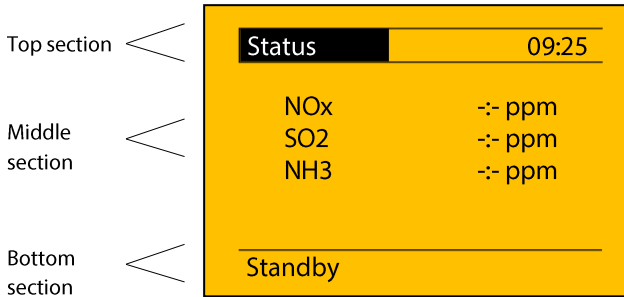 Top section
Status 09:25
NOx -:- ppm
Middle
section
SO2 -:- ppm
NH3 -:- ppm
Bottom
section
Standby